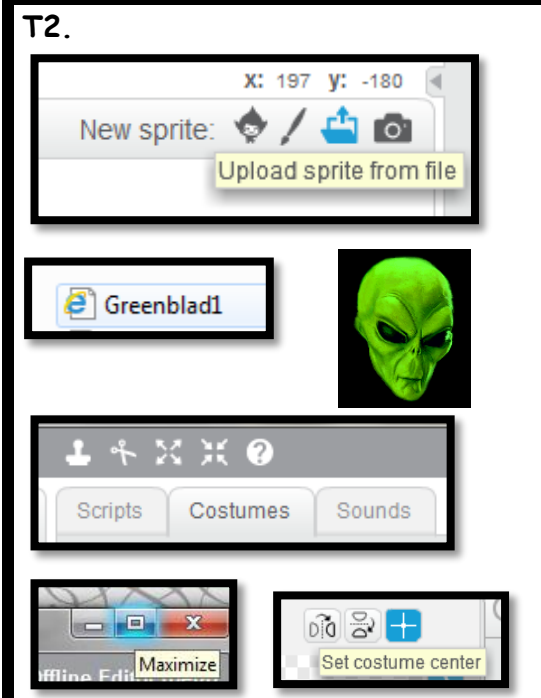 T2.
x: 197 y: -180
New sprite:
Upload sprite from file
Greenblad1
Scripts Costumes Sounds
Maximize
Set costume center